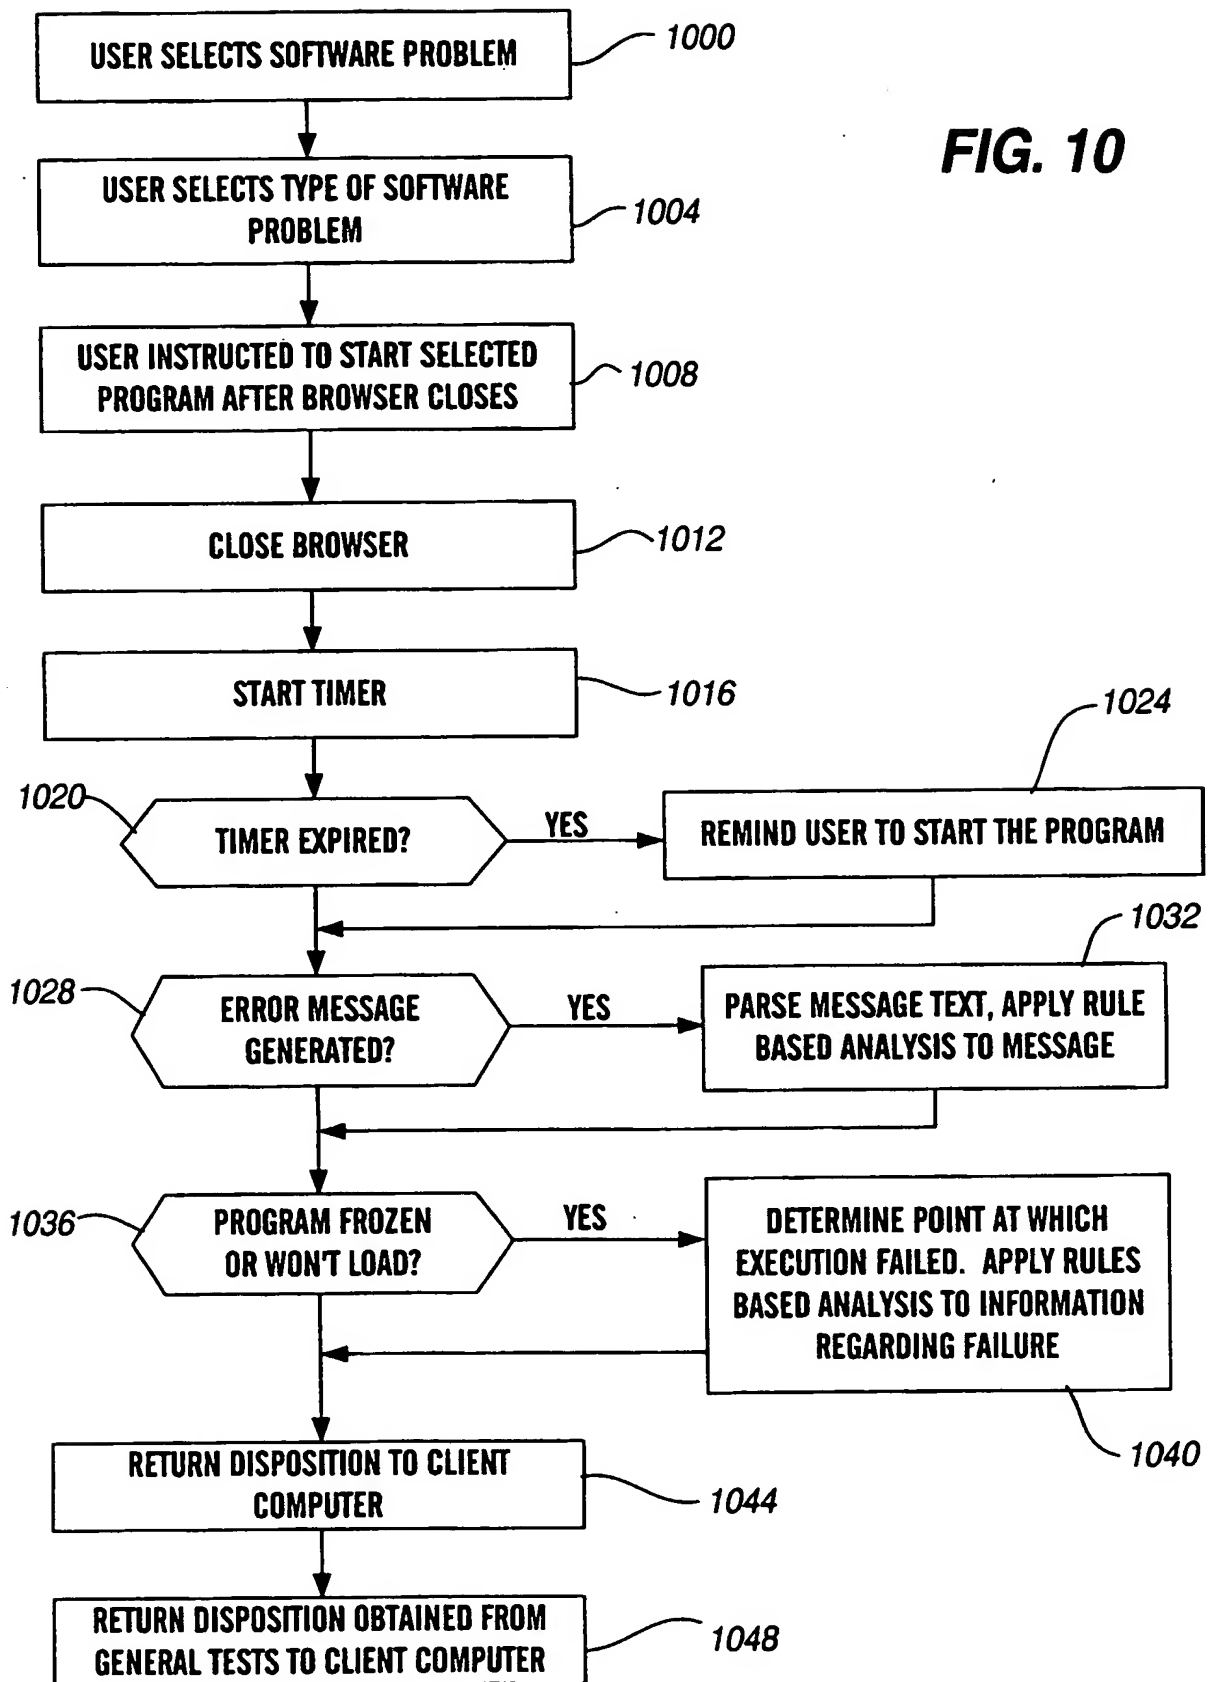 USER SELECTS SOFTWARE PROBLEM
1000
FIG. 10
USER SELECTS TYPE OF SOFTWARE
PROBLEM
1004
USER INSTRUCTED TO START SELECTED
PROGRAM AFTER BROWSER CLOSES
1008
CLOSE BROWSER
1012
START TIMER
1016
1020
TIMER EXPIRED?
YES
1024
REMIND USER TO START THE PROGRAM
1028
ERROR MESSAGE
GENERATED?
YES
1032
PARSE MESSAGE TEXT, APPLY RULE
BASED ANALYSIS TO MESSAGE
1036
PROGRAM FROZEN
OR WON'T LOAD?
YES
DETERMINE POINT AT WHICH
EXECUTION FAILED. APPLY RULES
BASED ANALYSIS TO INFORMATION
REGARDING FAILURE
1040
RETURN DISPOSITION TO CLIENT
COMPUTER
1044
RETURN DISPOSITION OBTAINED FROM
GENERAL TESTS TO CLIENT COMPUTER
1048